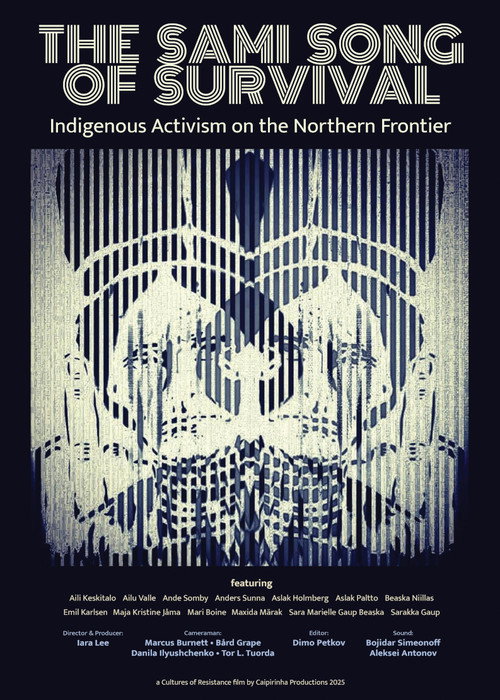 THE SAMI SONG
OF SURVIVAL
Indigenous Activism on the Northern Frontier
featuring
Aili Keskitalo Ailu Valle Ande Somby Anders Sunna Aslak Holmberg Aslak Paltto Beaska Niillas
Emil Karlsen Maja Kristine Jåma Mari Boine Maxida Märak Sara Marielle Gaup Beaska Sarakka Gaup
Director & Producer:
Iara Lee
Cameraman:
Marcus Burnett • Bård Grape
Danila Ilyushchenko • Tor L. Tuorda
Editor:
Dimo Petkov
Sound:
Bojidar Simeonoff
Aleksei Antonov
a Cultures of Resistance film by Caipirinha Productions 2025